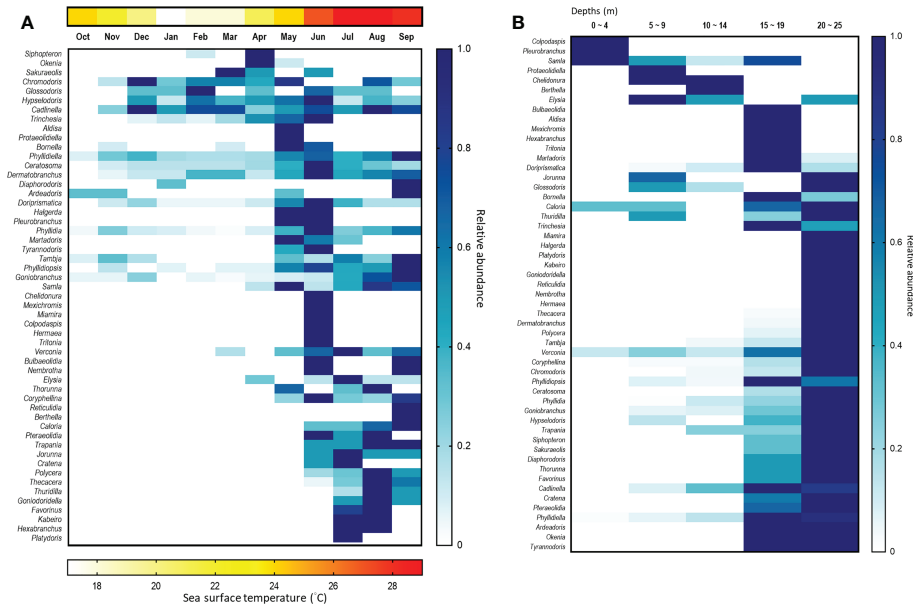 A
Oct Nov Dec Jan Feb Mar Apr May Jun Jul Aug Sep
Siphopteron
Okenia
Sakuraeolis
Chromodoris
Glossodoris
Hypselodoris
Cadlinella
Trinchesia
Aldisa
Protaeolidiella
Bornella
Phyllidiella
Ceratosoma
Dermatobranchus
Diaphorodoris
Ardeadoris
Doriprismatica
Halgerda
Pleurobranchus
Phyllidia
Martadoris
Tyrannodoris
Tambja
Phyllidiopsis
Goniobranchus
Samla
Chelidonura
Mexichromis
Miamira
Colpodaspis
Hermaea
Tritonia
Verconia
Bulbaeolidia
Nembrotha
Elysia
Thorunna
Coryphellina
Reticulidia
Berthella
Caloria
Pteraeolidia
Trapania
Jorunna
Cratena
Polycera
Thecacera
Thuridilla
Goniodoridella
Favorinus
Kabeiro
Hexabranchus
Platydoris
1.0
0.8
0.6
0.4
0.2
0
Relative abundance
18 20 22 24 26 28
Sea surface temperature (°C)
B
Depths (m)
0 ~ 4 5 ~ 9 10 ~ 14 15 ~ 19 20 ~ 25
Colpodaspis
Pleurobranchus
Samla
Protaeolidiella
Chelidonura
Berthella
Elysia
Bulbaeolidia
Aldisa
Mexichromis
Hexabranchus
Tritonia
Martadoris
Doriprismatica
Jorunna
Glossodoris
Bornella
Caloria
Thuridilla
Trinchesia
Miamira
Halgerda
Platydoris
Kabeiro
Goniodoridella
Reticulidia
Nembrotha
Hermaea
Thecacera
Dermatobranchus
Polycera
Tambja
Verconia
Coryphellina
Chromodoris
Phyllidiopsis
Ceratosoma
Phyllidia
Goniobranchus
Hypselodoris
Trapania
Siphopteron
Sakuraeolis
Diaphorodoris
Thorunna
Favorinus
Cadlinella
Cratena
Pteraeolidia
Phyllidiella
Ardeadoris
Okenia
Tyrannodoris
1.0
0.8
0.6
0.4
0.2
0
Relative abundance